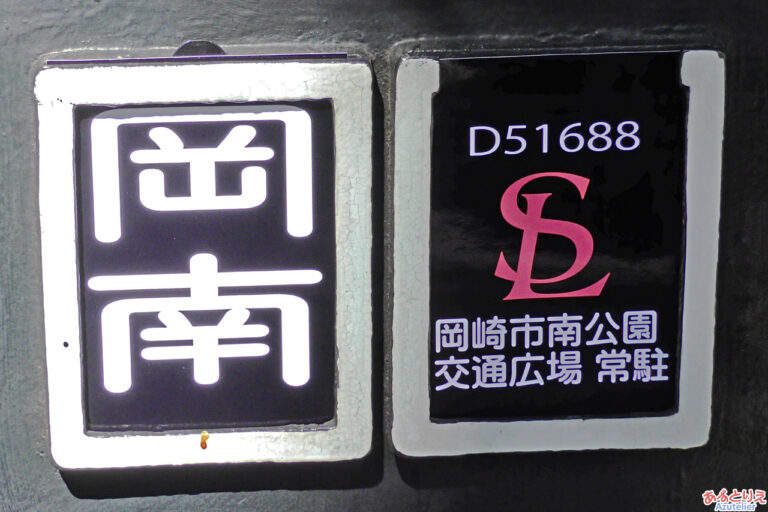 岡
南
D51688
SL
岡崎市南公園
交通広場 常駐
あるとりえ
Azutelier